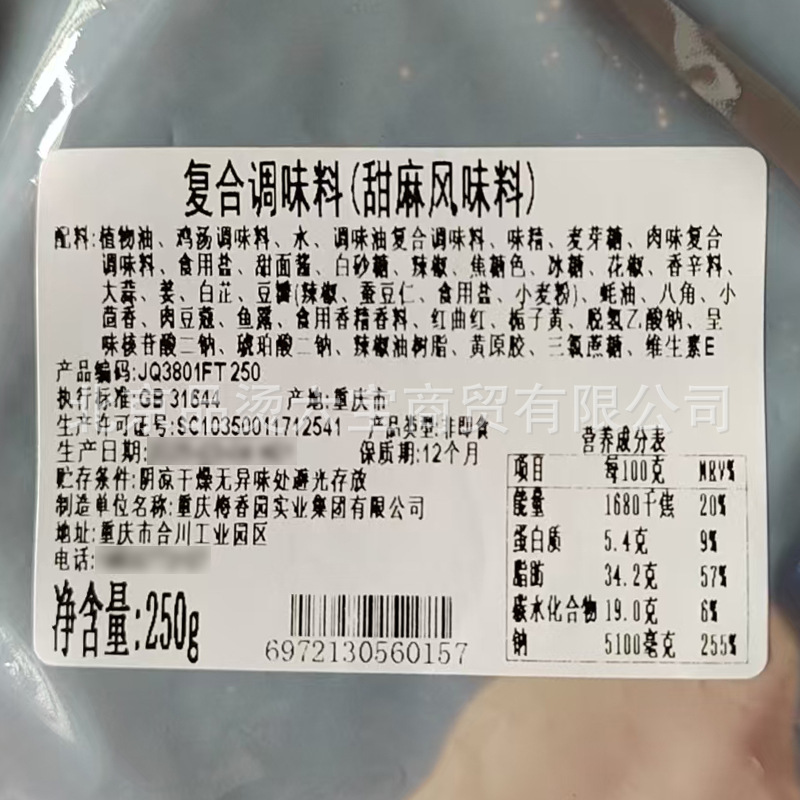 复合调味料(甜麻风味料)
配料:植物油、鸡汤调味料、水、调味油复合调味料、味精、麦芽糖、肉味复合
调味料、食用盐、甜面酱、白砂糖、辣椒、焦糖色、冰糖、花椒、香辛料、
大蒜、姜、白芷、豆瓣(辣椒、蚕豆仁、食用盐、小麦粉)、蚝油、八角、小
茴香、肉豆蔻、鱼露、食用香精香料、红曲红、栀子黄、脱氢乙酸钠、呈
味核苷酸二钠、琥珀酸二钠、辣椒油树脂、黄原胶、三氯蔗糖、维生素E
产品编码:JQ3801FT250
执行标准:GB 31644 产地:重庆市
商贸有限公司
生产许可证号:SC10350011712541 产品类型:非即食
生产日期: 保质期:12个月
贮存条件:阴凉干燥无异味处避光存放
制造单位名称:重庆梅香园实业集团有限公司
地址:重庆市合川工业园区
电话:
净含量:250g
6972130560157
营养成分表
项目 每100克 NRV%
能量 1680千焦 20%
蛋白质 5.4克 9%
脂肪 34.2克 57%
碳水化合物 19.0克 6%
钠 5100毫克 255%